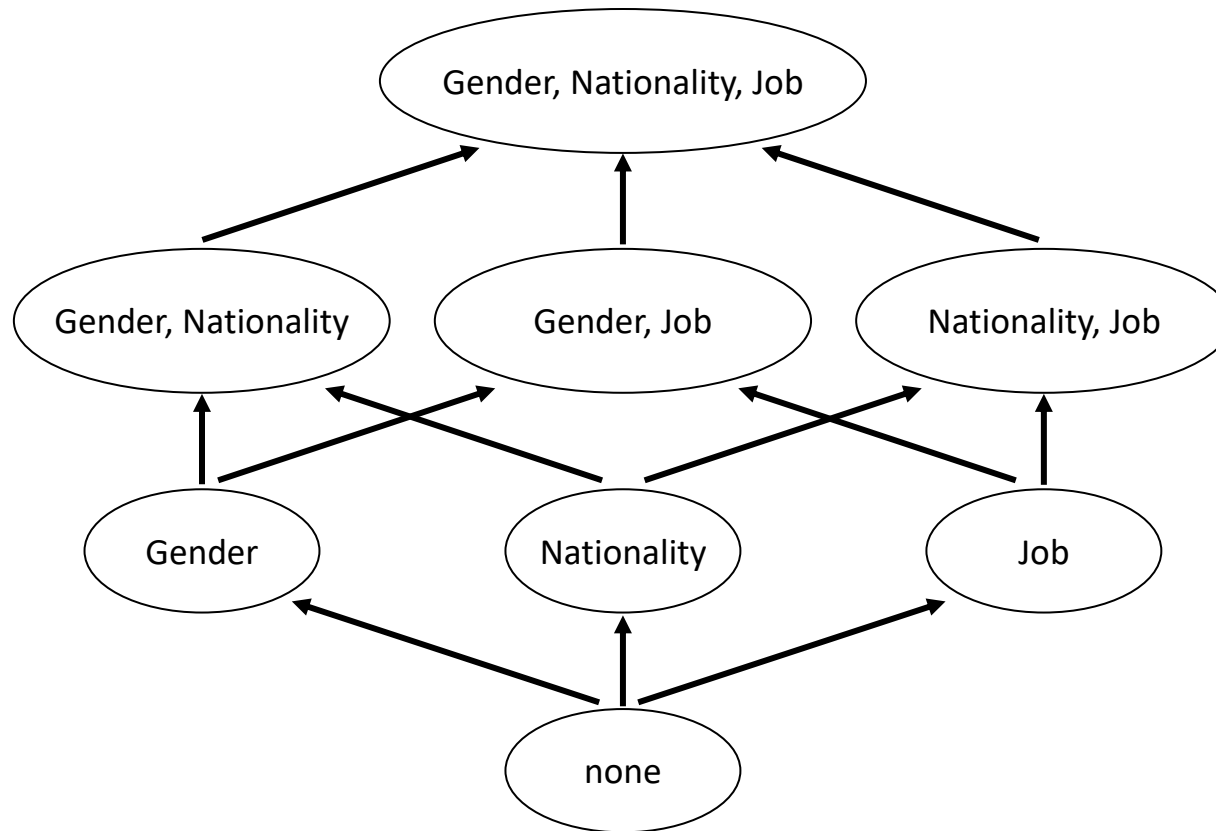 Gender, Nationality, Job
Gender, Nationality
Gender, Job
Nationality, Job
Gender
Nationality
Job
none